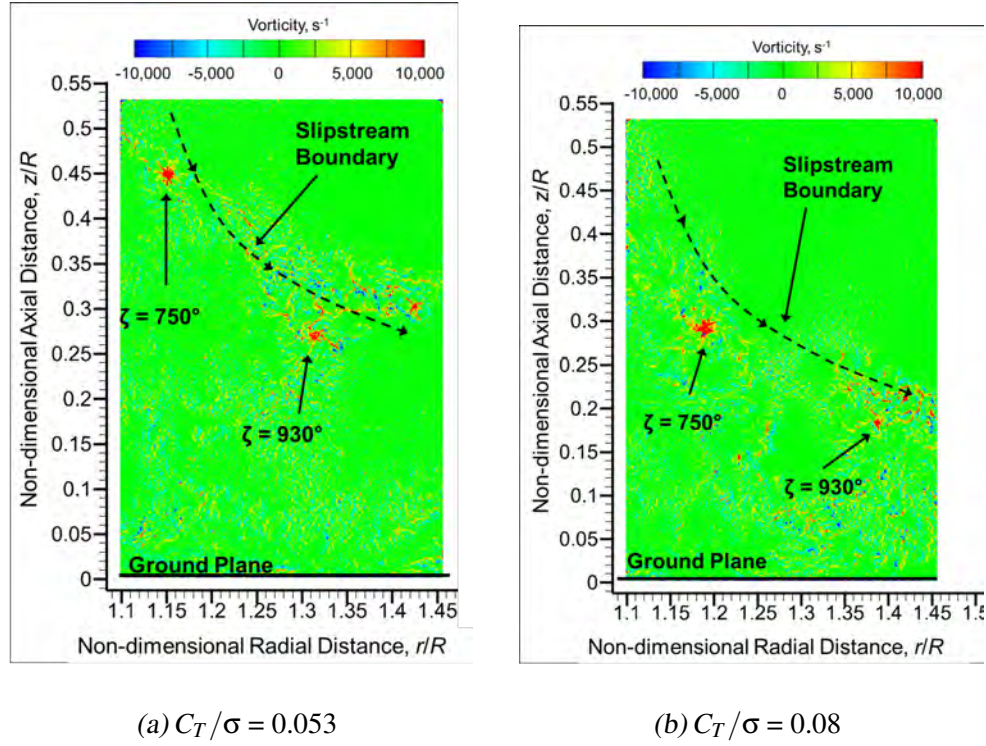 Vorticity, s⁻¹
-10,000 -5,000 0 5,000 10,000
0.55
0.5
0.45
0.4
0.35
0.3
0.25
0.2
0.15
0.1
0.05
0
Non-dimensional Axial Distance, z/R
Slipstream
Boundary
ζ = 750°
ζ = 930°
Ground Plane
1.1 1.15 1.2 1.25 1.3 1.35 1.4 1.45
Non-dimensional Radial Distance, r/R
(a) C_T/σ = 0.053
Vorticity, s⁻¹
-10,000 -5,000 0 5,000 10,000
0.55
0.5
0.45
0.4
0.35
0.3
0.25
0.2
0.15
0.1
0.05
0
Non-dimensional Axial Distance, z/R
Slipstream
Boundary
ζ = 750°
ζ = 930°
Ground Plane
1.1 1.15 1.2 1.25 1.3 1.35 1.4 1.45 1.5
Non-dimensional Radial Distance, r/R
(b) C_T/σ = 0.08